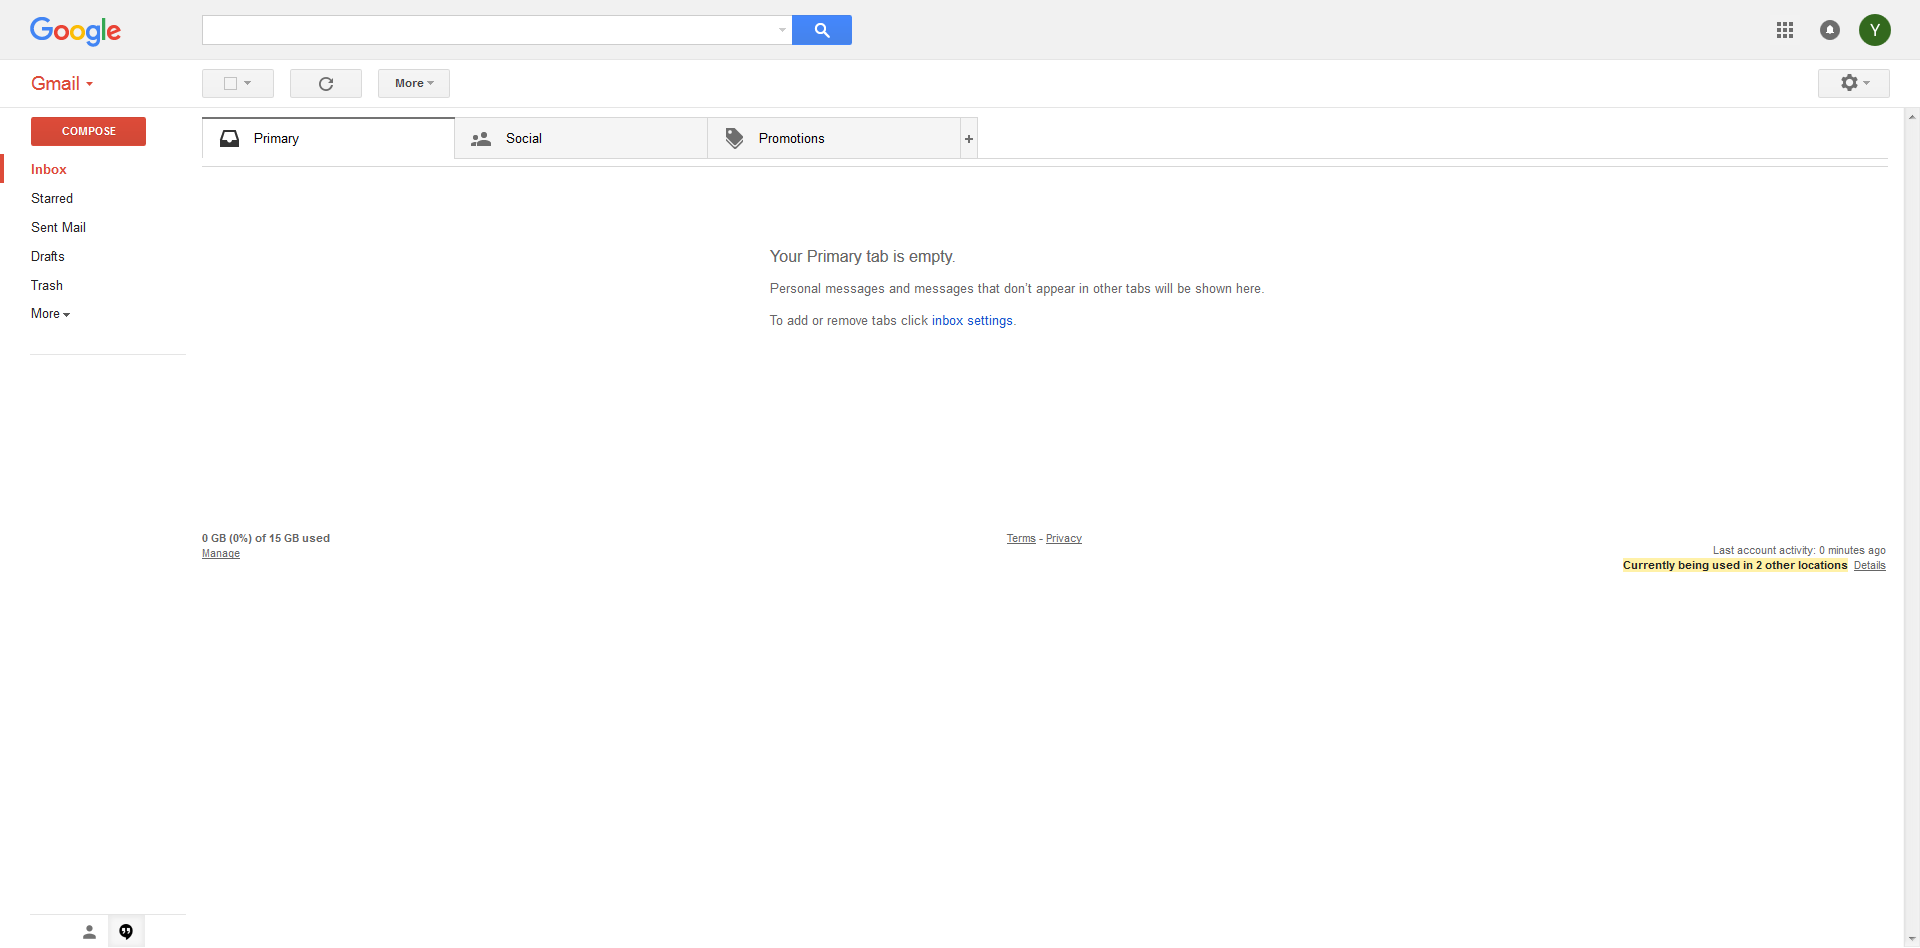 Google
Y
Gmail
More
COMPOSE
Inbox
Starred
Sent Mail
Drafts
Trash
More
Primary
Social
Promotions
+
Your Primary tab is empty.
Personal messages and messages that don't appear in other tabs will be shown here.
To add or remove tabs click inbox settings.
0 GB (0%) of 15 GB used
Manage
Terms - Privacy
Last account activity: 0 minutes ago
Currently being used in 2 other locations Details